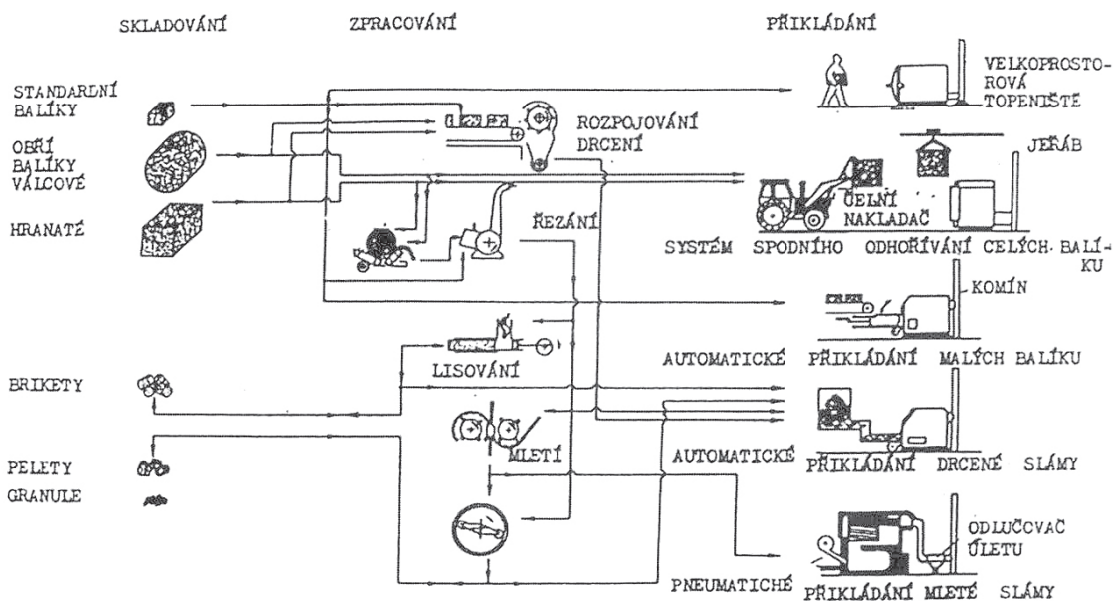 SKLADOVÁNÍ
ZPRACOVÁNÍ
PŘIKLÁDÁNÍ
STANDARDNÍ
BALÍKY
OBŘÍ
BALÍKY
VÁLCOVÉ
HRANATÉ
BRIKETY
PELETY
GRANULE
ROZPOJOVÁNÍ
DRCENÍ
ŘEZÁNÍ
LISOVÁNÍ
MLETÍ
VELKOPROSTO-
ROVÁ
TOPENIŠTĚ
JEŘÁB
ČELNÍ
NAKLADAČ
SYSTÉM SPODNÍHO ODHOŘÍVÁNÍ CELÝCH BALÍ-
KU
KOMÍN
AUTOMATICKÉ PŘIKLÁDÁNÍ MALÝCH BALÍKU
AUTOMATICKÉ PŘIKLÁDÁNÍ DRCENÉ SLÁMY
ODLUČOVAČ
ÚLETU
PNEUMATICHÉ PŘIKLÁDÁNÍ MLETÉ SLÁMY